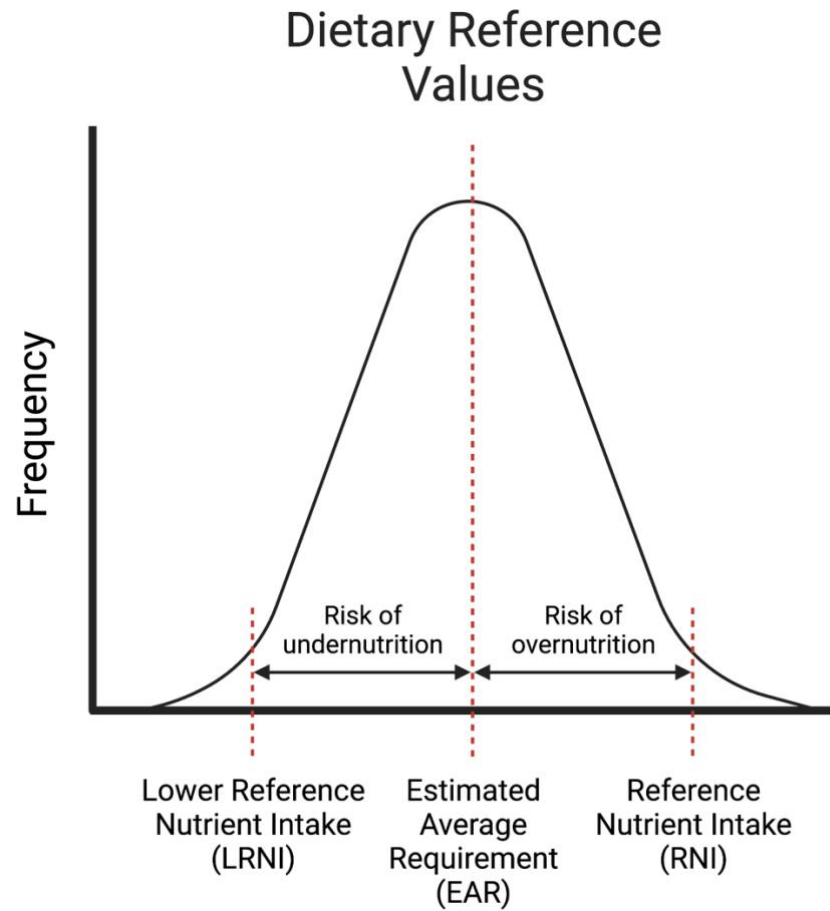 Dietary Reference
Values
Frequency
Risk of
undernutrition
Risk of
overnutrition
Lower Reference
Nutrient Intake
(LRNI)
Estimated
Average
Requirement
(EAR)
Reference
Nutrient Intake
(RNI)